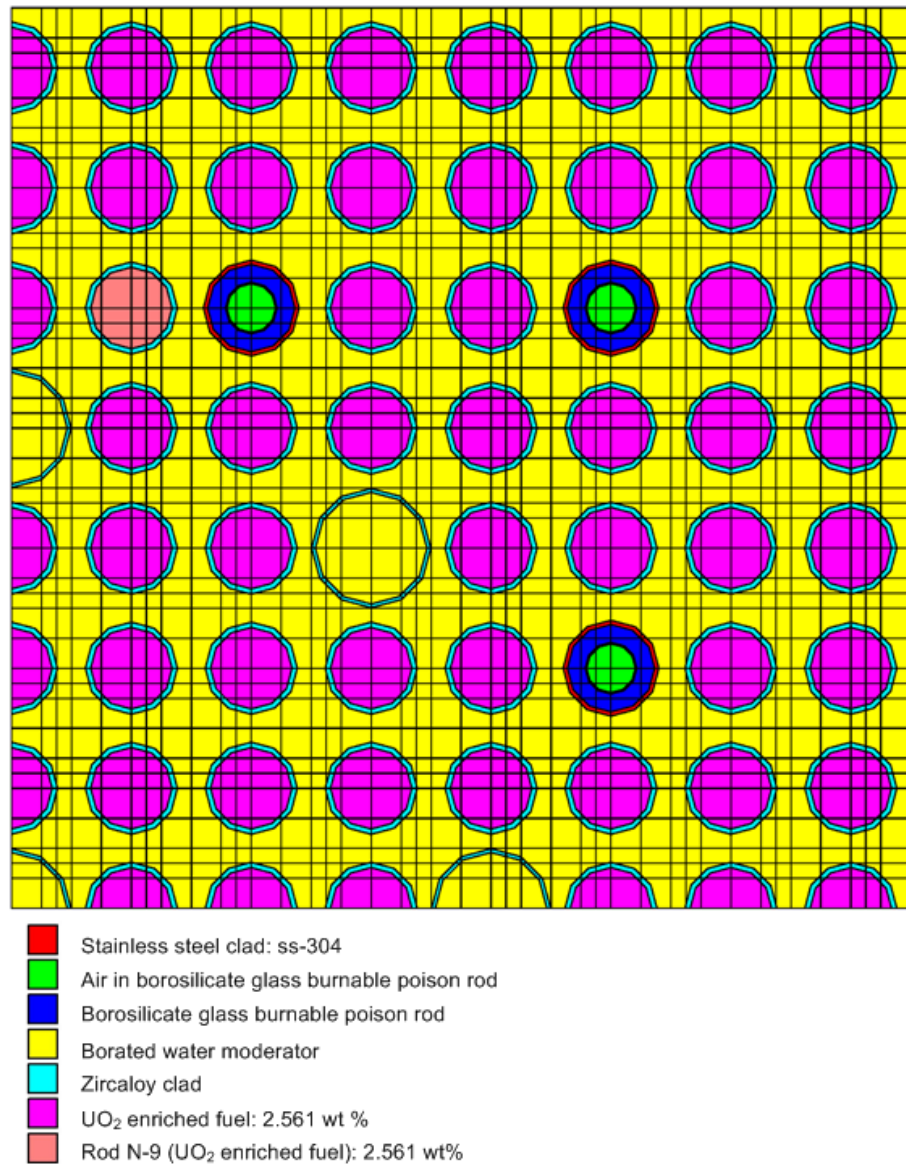 Stainless steel clad: ss-304
Air in borosilicate glass burnable poison rod
Borosilicate glass burnable poison rod
Borated water moderator
Zircaloy clad
UO₂ enriched fuel: 2.561 wt %
Rod N-9 (UO₂ enriched fuel): 2.561 wt%